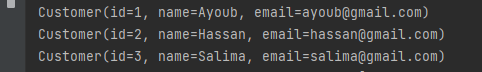 Customer(id=1, name=Ayoub, email=ayoub@gmail.com)
Customer(id=2, name=Hassan, email=hassan@gmail.com)
Customer(id=3, name=Salima, email=salima@gmail.com)